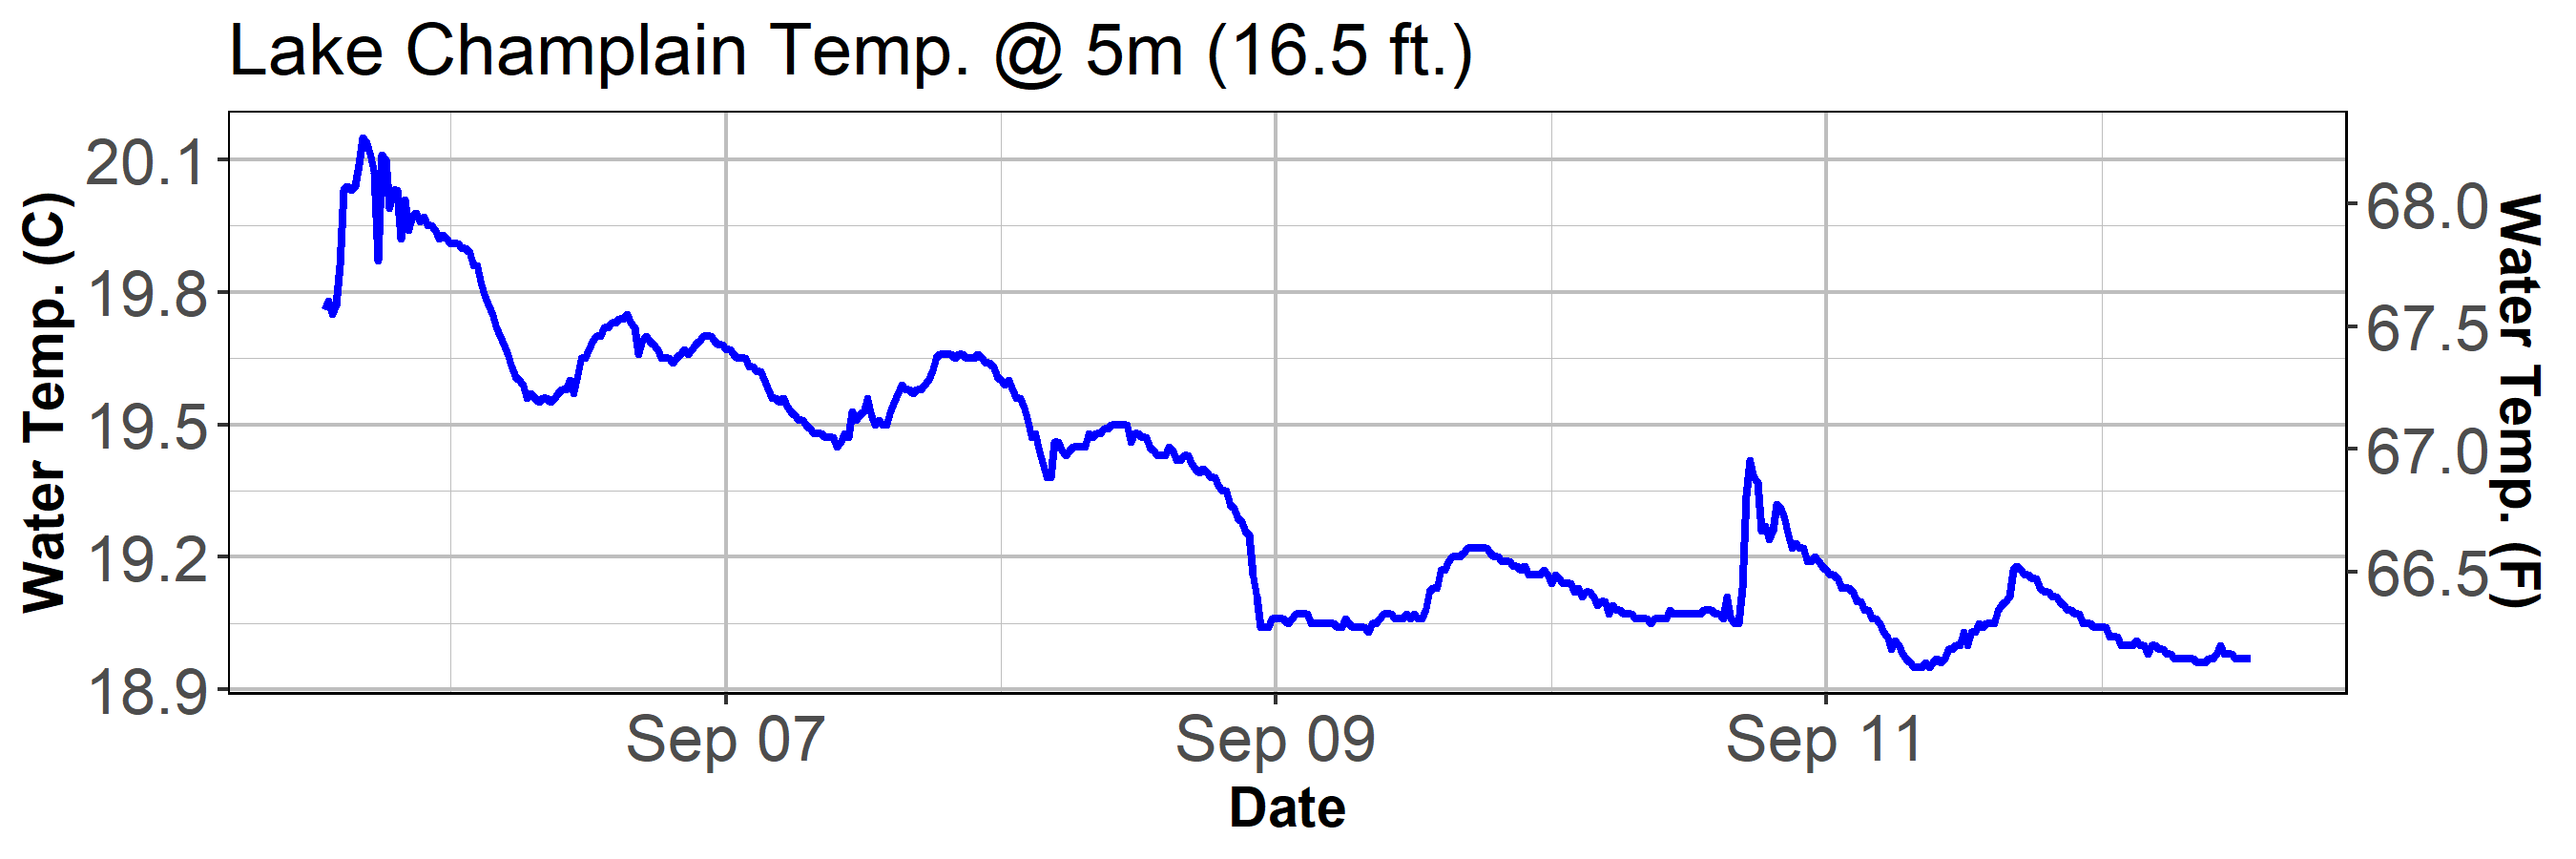 Lake Champlain Temp. @ 5m (16.5 ft.)
Water Temp. (C)
20.1
19.8
19.5
19.2
18.9
68.0
67.5
67.0
66.5
Water Temp. (F)
Sep 07 Sep 09 Sep 11
Date